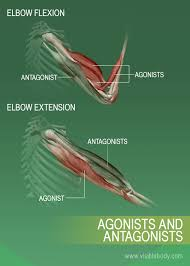 ELBOW FLEXION
ANTAGONIST
AGONISTS
ELBOW EXTENSION
ANTAGONISTS
AGONIST
AGONISTS AND
ANTAGONISTS
www.visiblebody.com